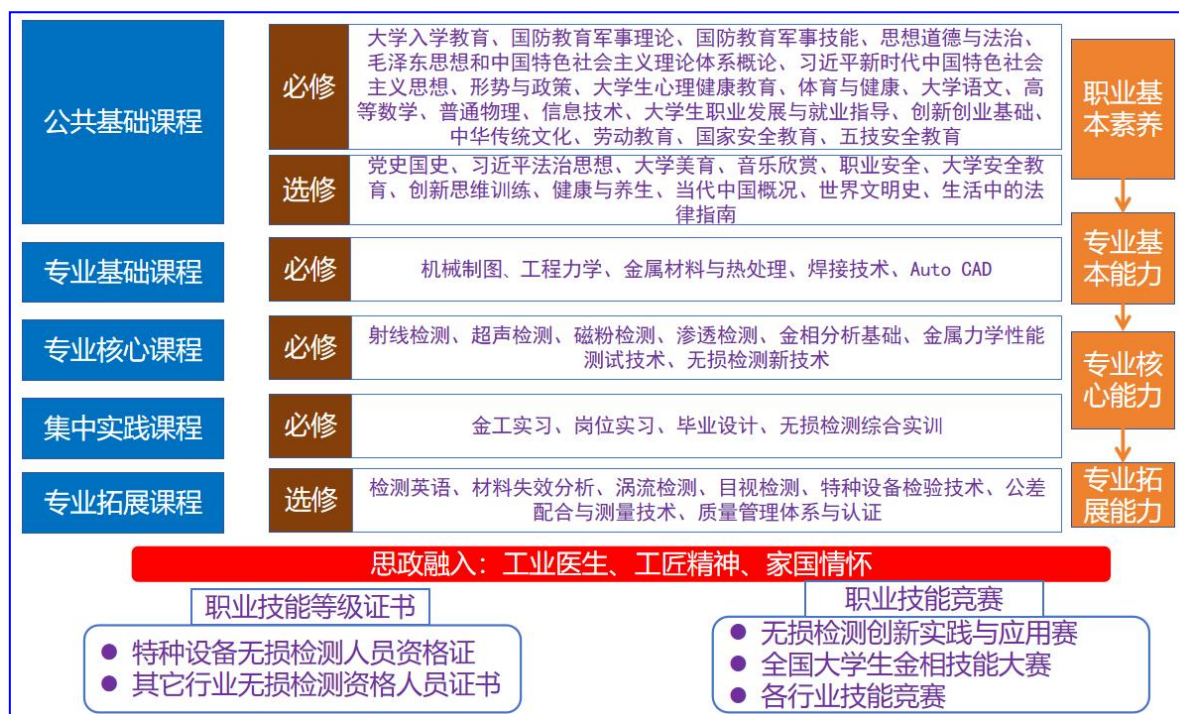 公共基础课程
必修
大学入学教育、国防教育军事理论、国防教育军事技能、思想道德与法治、
毛泽东思想和中国特色社会主义理论体系概论、习近平新时代中国特色社会
主义思想、形势与政策、大学生心理健康教育、体育与健康、大学语文、高
等数学、普通物理、信息技术、大学生职业发展与就业指导、创新创业基础、
中华传统文化、劳动教育、国家安全教育、五技安全教育
选修
党史国史、习近平法治思想、大学美育、音乐欣赏、职业安全、大学安全教
育、创新思维训练、健康与养生、当代中国概况、世界文明史、生活中的法
律指南
职业基
本素养
专业基础课程
必修
机械制图、工程力学、金属材料与热处理、焊接技术、Auto CAD
专业基
本能力
专业核心课程
必修
射线检测、超声检测、磁粉检测、渗透检测、金相分析基础、金属力学性能
测试技术、无损检测新技术
专业核
心能力
集中实践课程
必修
金工实习、岗位实习、毕业设计、无损检测综合实训
专业拓展课程
选修
检测英语、材料失效分析、涡流检测、目视检测、特种设备检验技术、公差
配合与测量技术、质量管理体系与认证
专业拓
展能力
思政融入：工业医生、工匠精神、家国情怀
职业技能等级证书
● 特种设备无损检测人员资格证
● 其它行业无损检测资格人员证书
职业技能竞赛
● 无损检测创新实践与应用赛
● 全国大学生金相技能大赛
● 各行业技能竞赛